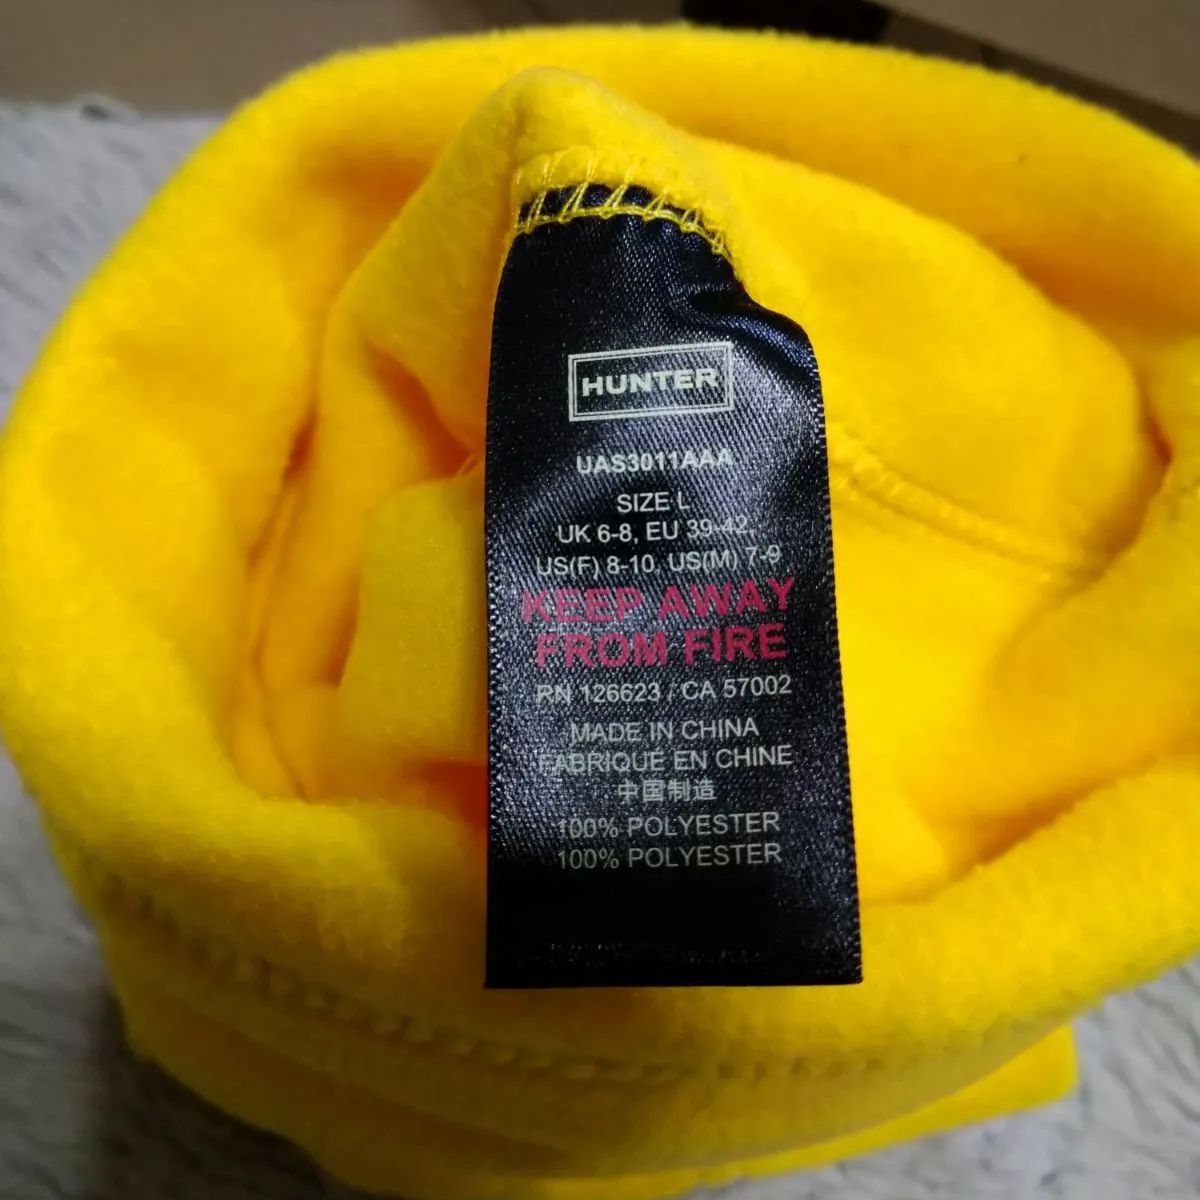 HUNTER
UAS3011AAA
SIZE L
UK 6-8, EU 39-42,
US(F) 8-10, US(M) 7-9
KEEP AWAY
FROM FIRE
RN 126623 / CA 57002
MADE IN CHINA
FABRIQUE EN CHINE
中国制造
100% POLYESTER
100% POLYESTER